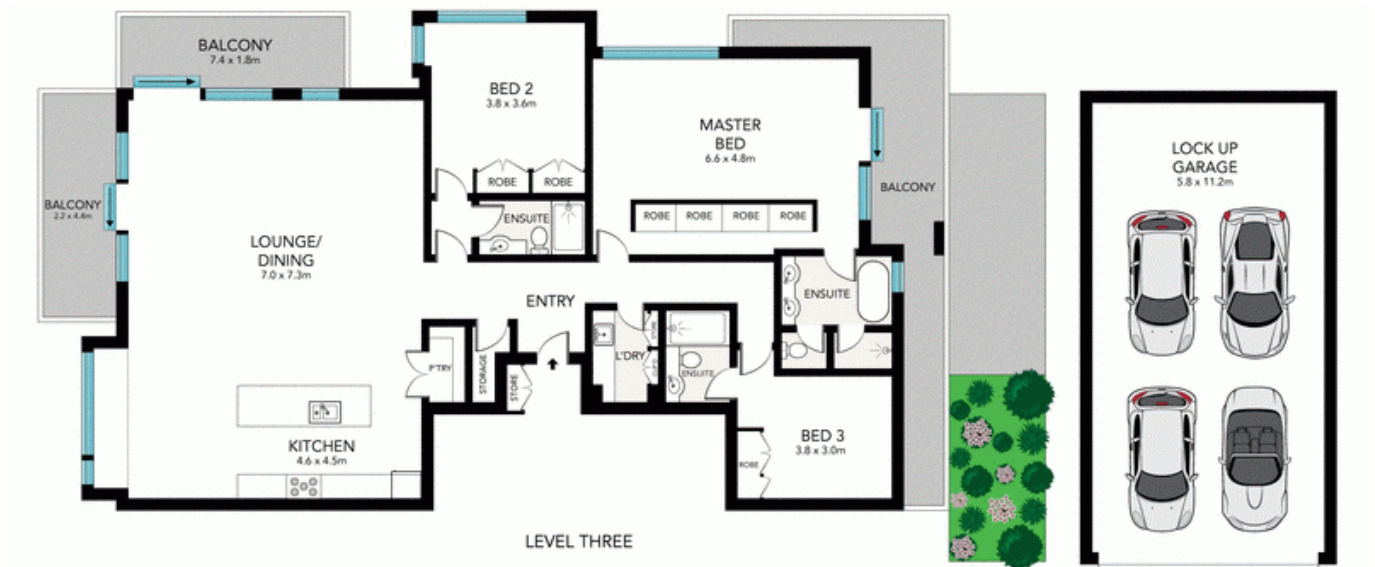 BALCONY
7.4 x 1.8m
BALCONY
2.2 x 4.4m
LOUNGE/
DINING
7.0 x 7.3m
BED 2
3.8 x 3.6m
ROBE
ROBE
ENSUITE
MASTER
BED
6.6 x 4.8m
ROBE
ROBE
ROBE
ROBE
BALCONY
ENSUITE
ENTRY
P'TRY
STORAGE
STORE
L'DRY
STORE
ENSUITE
KITCHEN
4.6 x 4.5m
BED 3
3.8 x 3.0m
ROBE
LEVEL THREE
LOCK UP
GARAGE
5.8 x 11.2m